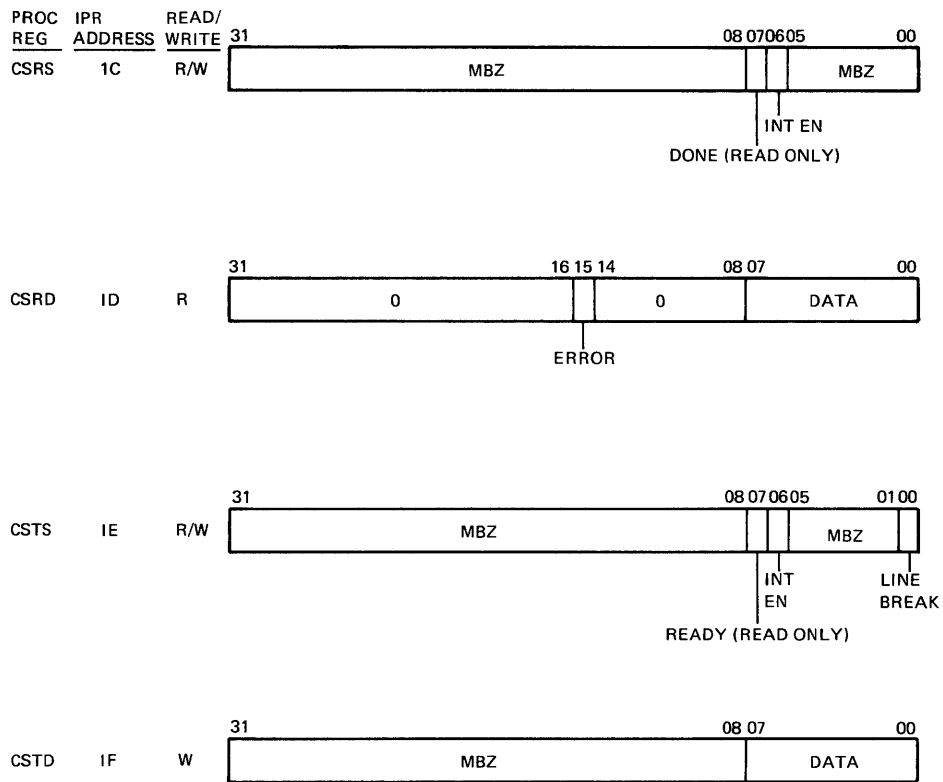 PROC IPR READ/
REG ADDRESS WRITE 31 08 07 06 05 00
CSRS 1C R/W MBZ MBZ
INT EN
DONE (READ ONLY)
31 16 15 14 08 07 00
CSRD ID R 0 0 DATA
ERROR
31 08 07 06 05 01 00
CSTS IE R/W MBZ MBZ
INT LINE
EN BREAK
READY (READ ONLY)
31 08 07 00
CSTD IF W MBZ DATA